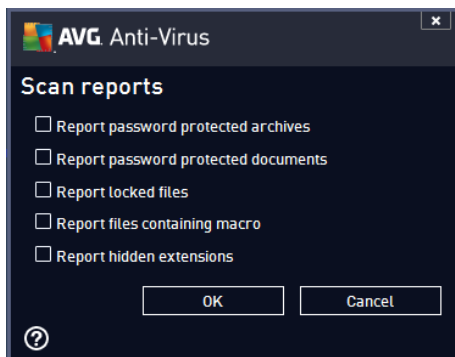 AVG. Anti-Virus
Scan reports
Report password protected archives
Report password protected documents
Report locked files
Report files containing macro
Report hidden extensions
OK
Cancel
?